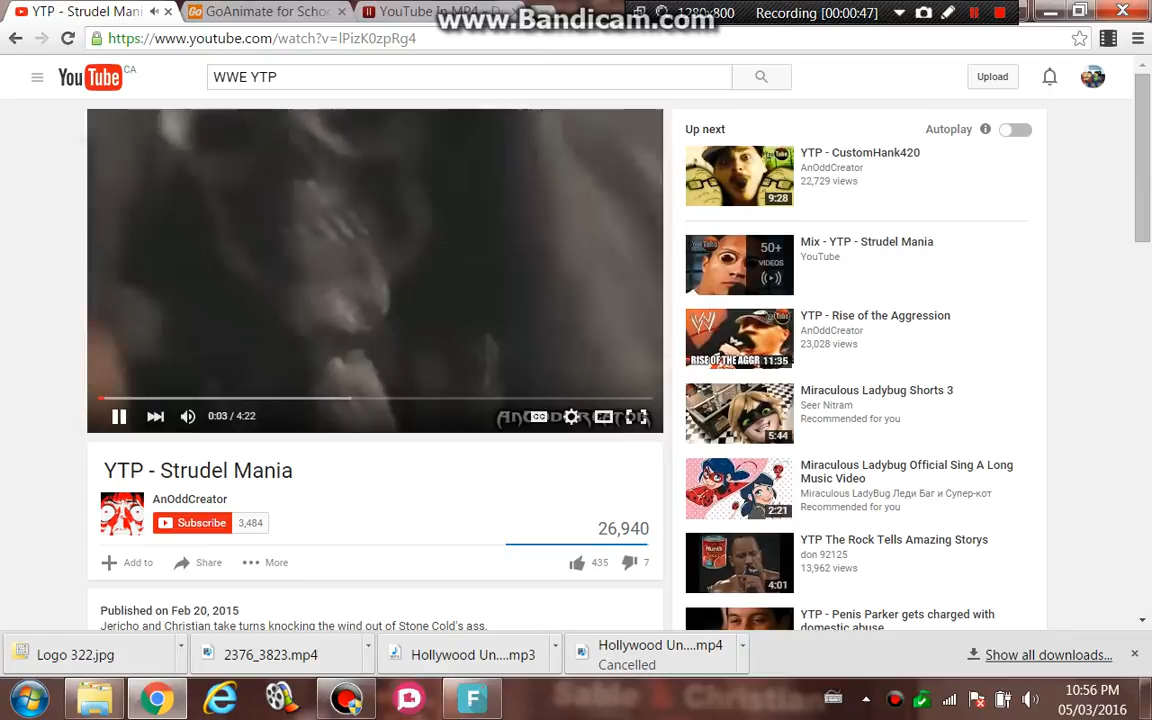 YTP - Strudel Mani
GoAnimate for Schoo
YouTube In MP4 - D
www.Bandicam.com
1280x800
Recording [00:00:47]
https://www.youtube.com/watch?v=lPizK0zpRg4
YouTube CA
WWE YTP
Upload
Up next
Autoplay
YTP - CustomHank420
AnOddCreator
22,729 views
9:28
Mix - YTP - Strudel Mania
YouTube
50+
VIDEOS
YTP - Rise of the Aggression
AnOddCreator
23,028 views
RISE OF THE AGGR 11:35
Miraculous Ladybug Shorts 3
Seer Nitram
Recommended for you
5:44
Miraculous Ladybug Official Sing A Long
Music Video
Miraculous LadyBug Леди Баг и Супер-кот
Recommended for you
2:21
YTP The Rock Tells Amazing Storys
don 92125
13,962 views
4:01
YTP - Penis Parker gets charged with
domestic abuse
0:03 / 4:22
CC
AnOddCreator
YTP - Strudel Mania
AnOddCreator
Subscribe 3,484
26,940
Add to
Share
More
435
7
Published on Feb 20, 2015
Jericho and Christian take turns knocking the wind out of Stone Cold's ass.
Logo 322.jpg
2376_3823.mp4
Hollywood Un....mp3
Hollywood Un....mp4
Cancelled
Show all downloads...
10:56 PM
05/03/2016